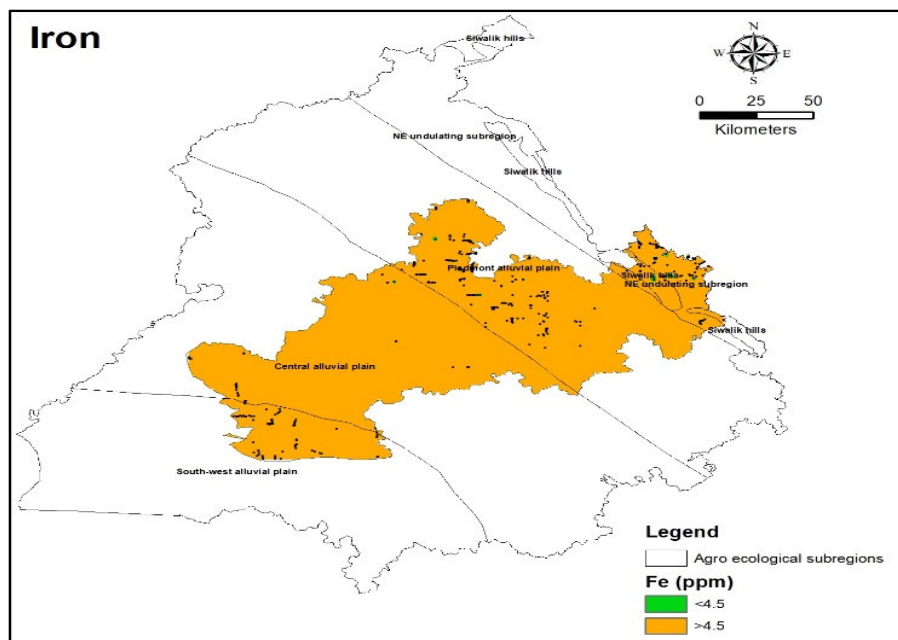 Iron
Siwalik hills
N
W E
S
0 25 50
Kilometers
NE undulating subregion
Siwalik hills
Piedmont alluvial plain
Siwalik hills
NE undulating subregion
Siwalik hills
Central alluvial plain
South-west alluvial plain
Legend
Agro ecological subregions
Fe (ppm)
<4.5
>4.5